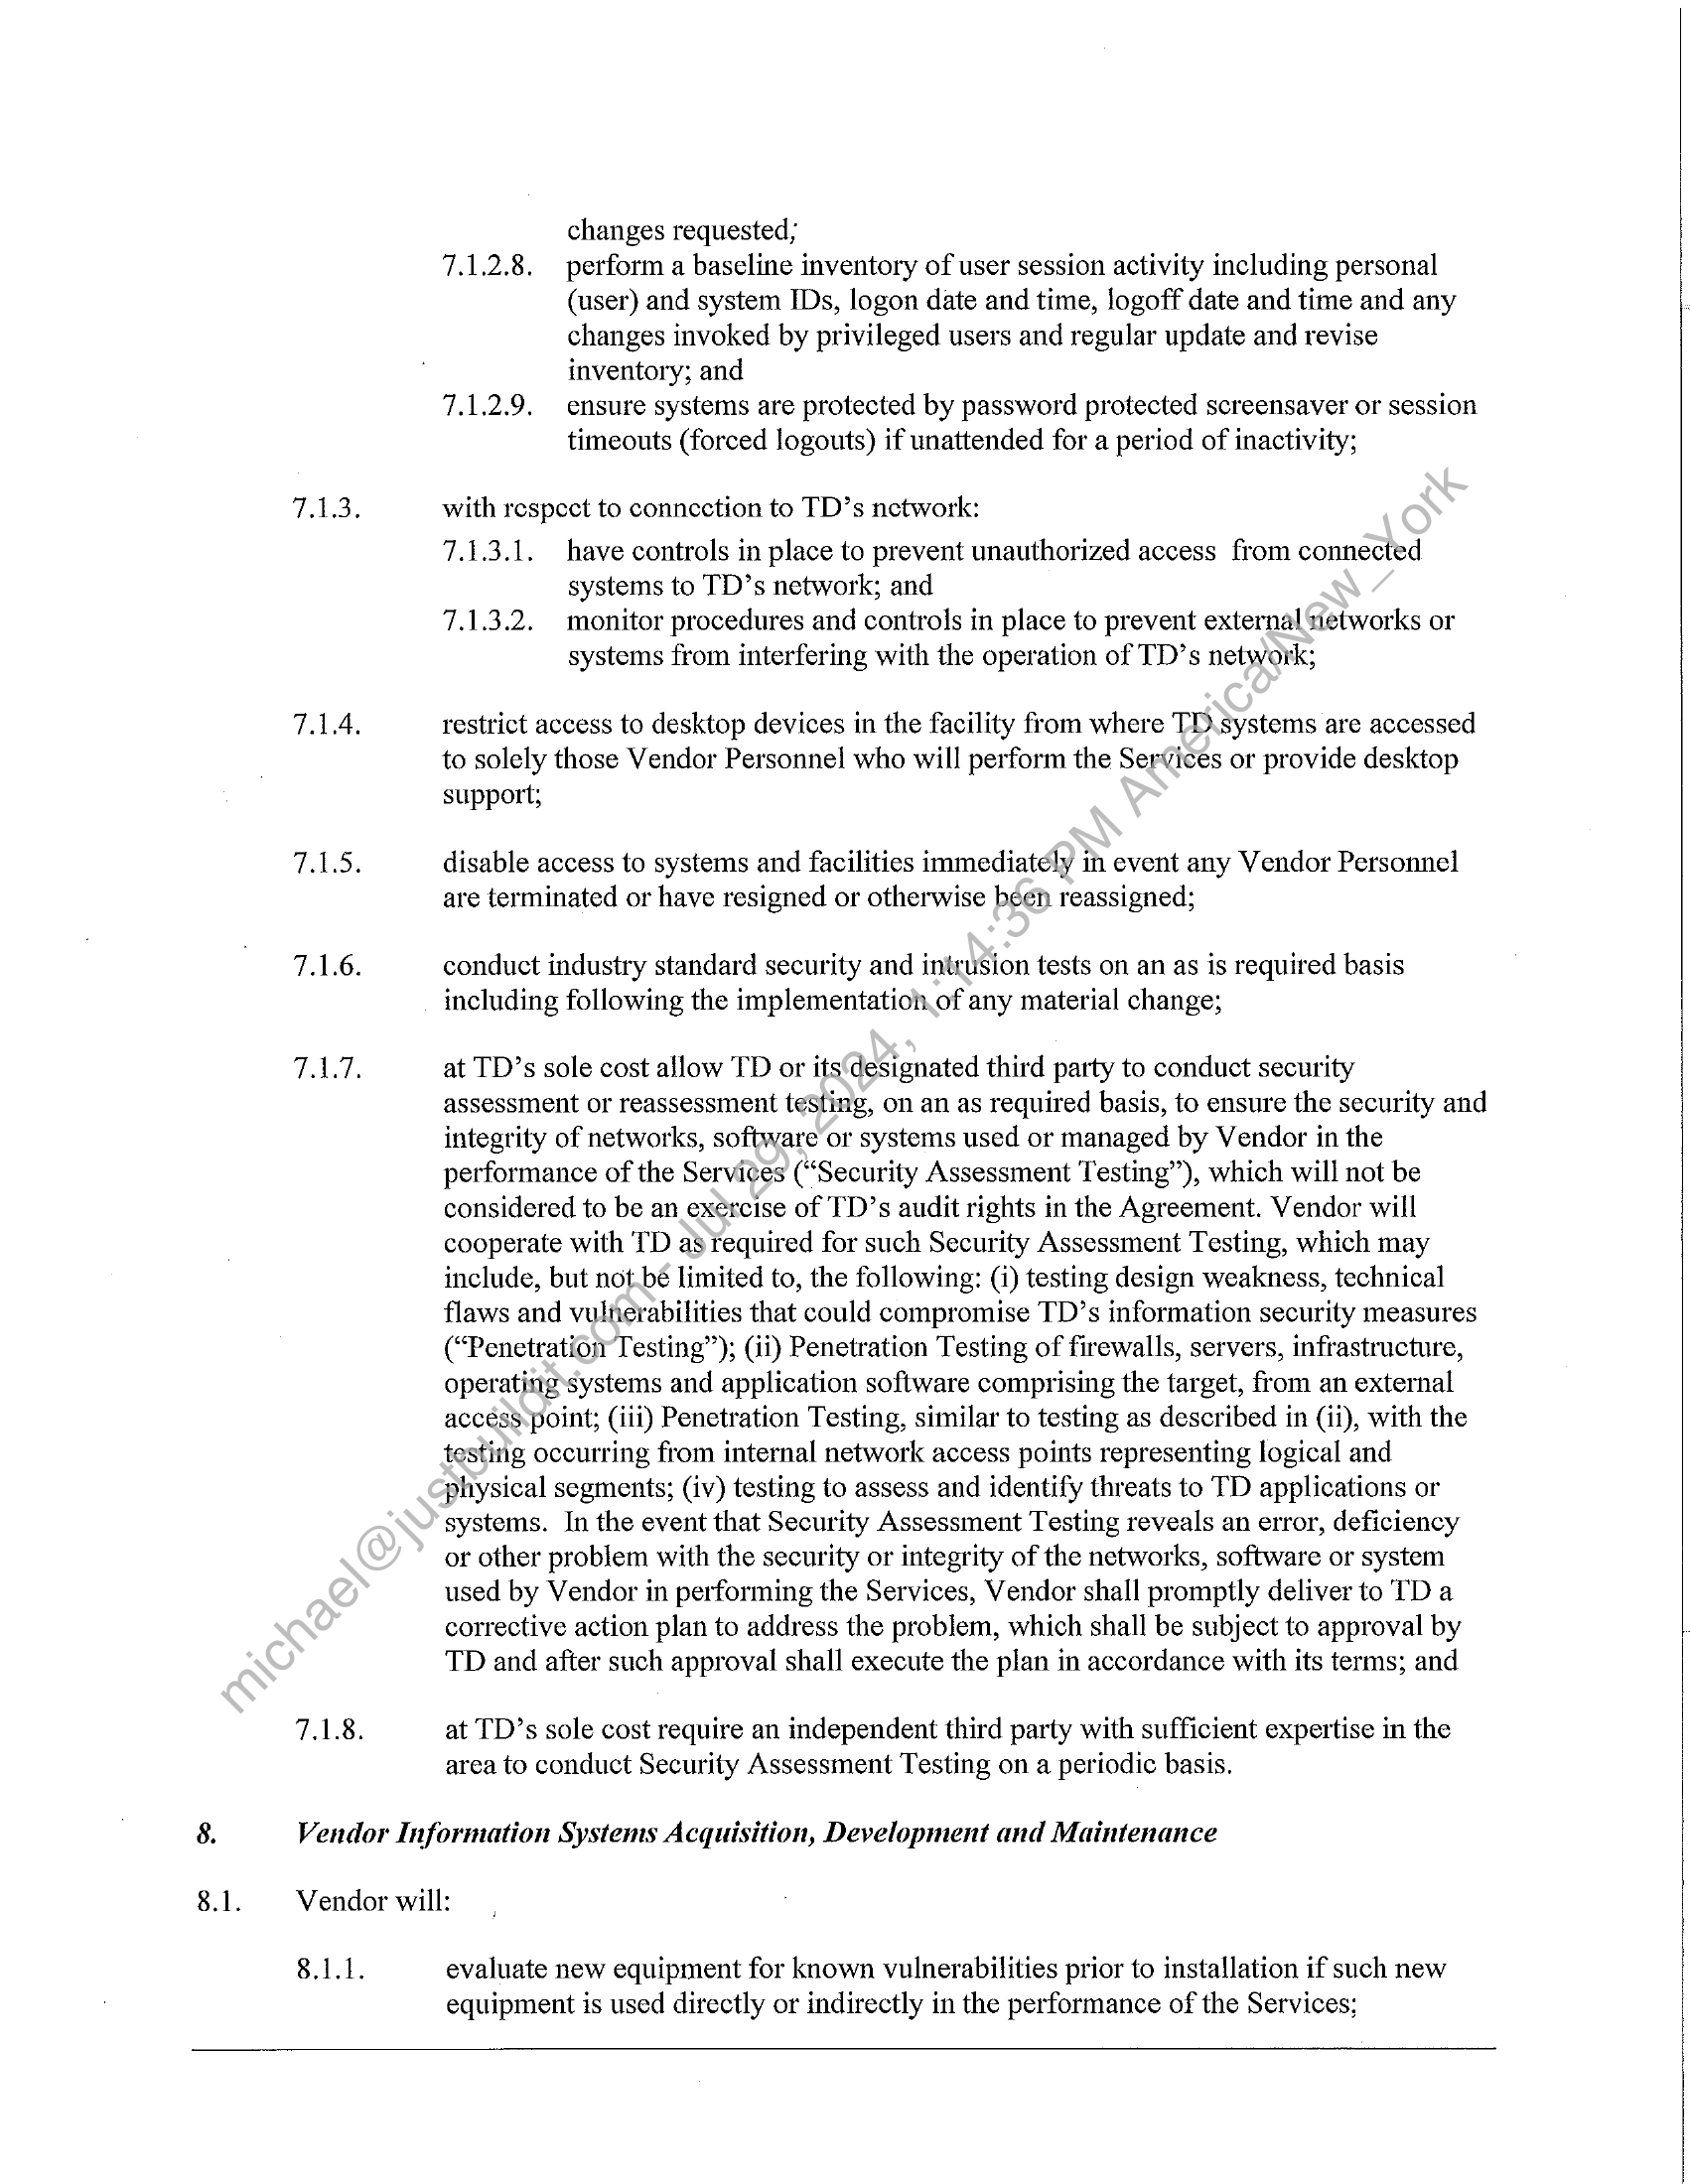 changes requested;
7.1.2.8. perform a baseline inventory of user session activity including personal
(user) and system IDs, logon date and time, logoff date and time and any
changes invoked by privileged users and regular update and revise
inventory; and
7.1.2.9. ensure systems are protected by password protected screensaver or session
timeouts (forced logouts) if unattended for a period of inactivity;
7.1.3. with respect to connection to TD's network:
7.1.3.1. have controls in place to prevent unauthorized access from connected
systems to TD's network; and
7.1.3.2. monitor procedures and controls in place to prevent external networks or
systems from interfering with the operation of TD's network;
7.1.4. restrict access to desktop devices in the facility from where TD systems are accessed
to solely those Vendor Personnel who will perform the Services or provide desktop
support;
7.1.5. disable access to systems and facilities immediately in event any Vendor Personnel
are terminated or have resigned or otherwise been reassigned;
7.1.6. conduct industry standard security and intrusion tests on an as is required basis
including following the implementation of any material change;
7.1.7. at TD's sole cost allow TD or its designated third party to conduct security
assessment or reassessment testing, on an as required basis, to ensure the security and
integrity of networks, software or systems used or managed by Vendor in the
performance of the Services (“Security Assessment Testing”), which will not be
considered to be an exercise of TD's audit rights in the Agreement. Vendor will
cooperate with TD as required for such Security Assessment Testing, which may
include, but not be limited to, the following: (i) testing design weakness, technical
flaws and vulnerabilities that could compromise TD's information security measures
(“Penetration Testing”); (ii) Penetration Testing of firewalls, servers, infrastructure,
operating systems and application software comprising the target, from an external
access point; (iii) Penetration Testing, similar to testing as described in (ii), with the
testing occurring from internal network access points representing logical and
physical segments; (iv) testing to assess and identify threats to TD applications or
systems. In the event that Security Assessment Testing reveals an error, deficiency
or other problem with the security or integrity of the networks, software or system
used by Vendor in performing the Services, Vendor shall promptly deliver to TD a
corrective action plan to address the problem, which shall be subject to approval by
TD and after such approval shall execute the plan in accordance with its terms; and
7.1.8. at TD's sole cost require an independent third party with sufficient expertise in the
area to conduct Security Assessment Testing on a periodic basis.
8. Vendor Information Systems Acquisition, Development and Maintenance
8.1. Vendor will:
8.1.1. evaluate new equipment for known vulnerabilities prior to installation if such new
equipment is used directly or indirectly in the performance of the Services;
michael@justbuildit.com - Jul 29, 2024, 1:14:36 PM America/New_York